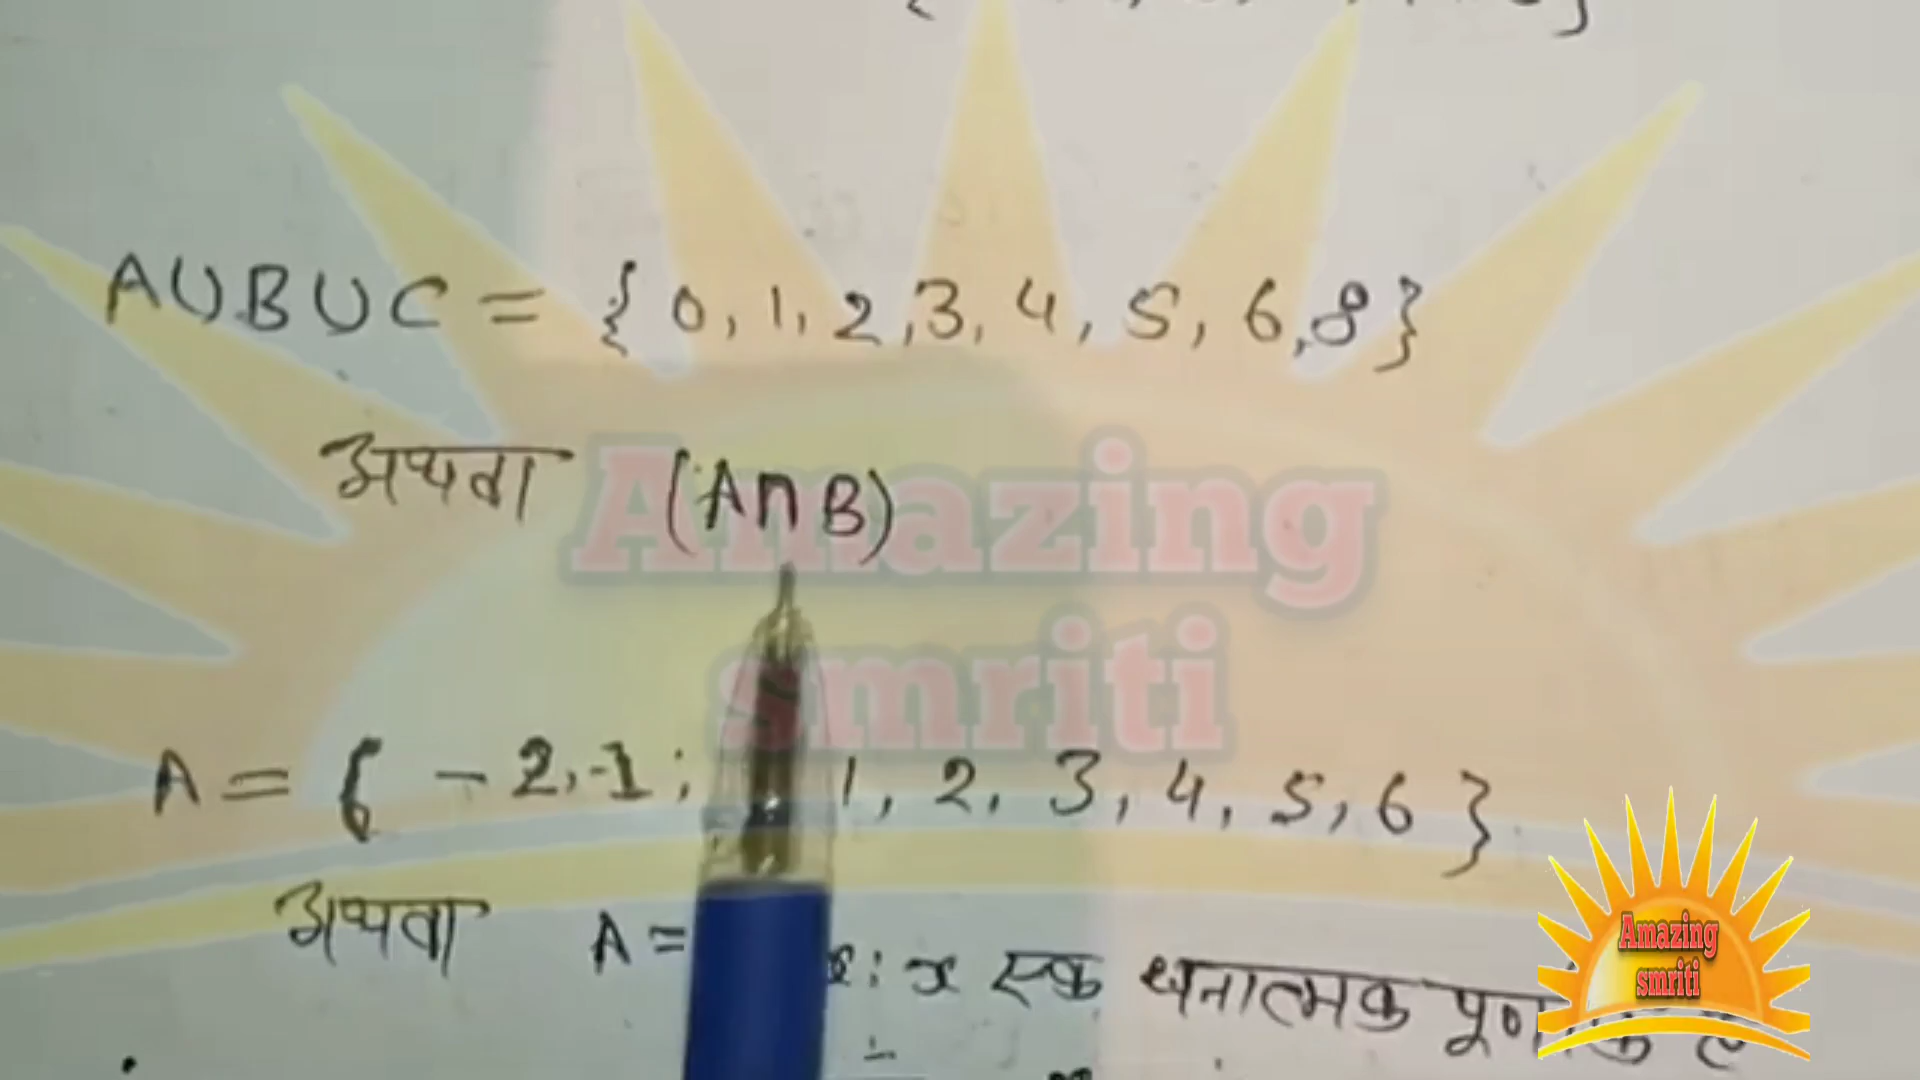 A∪B∪C = { 0, 1, 2, 3, 4, 5, 6, 8 }
अथवा (A∩B)
Amazing
smriti
A = { - 2, -1, 1, 2, 3, 4, 5, 6 }
अथवा A = x : x एक धनात्मक
Amazing
smriti